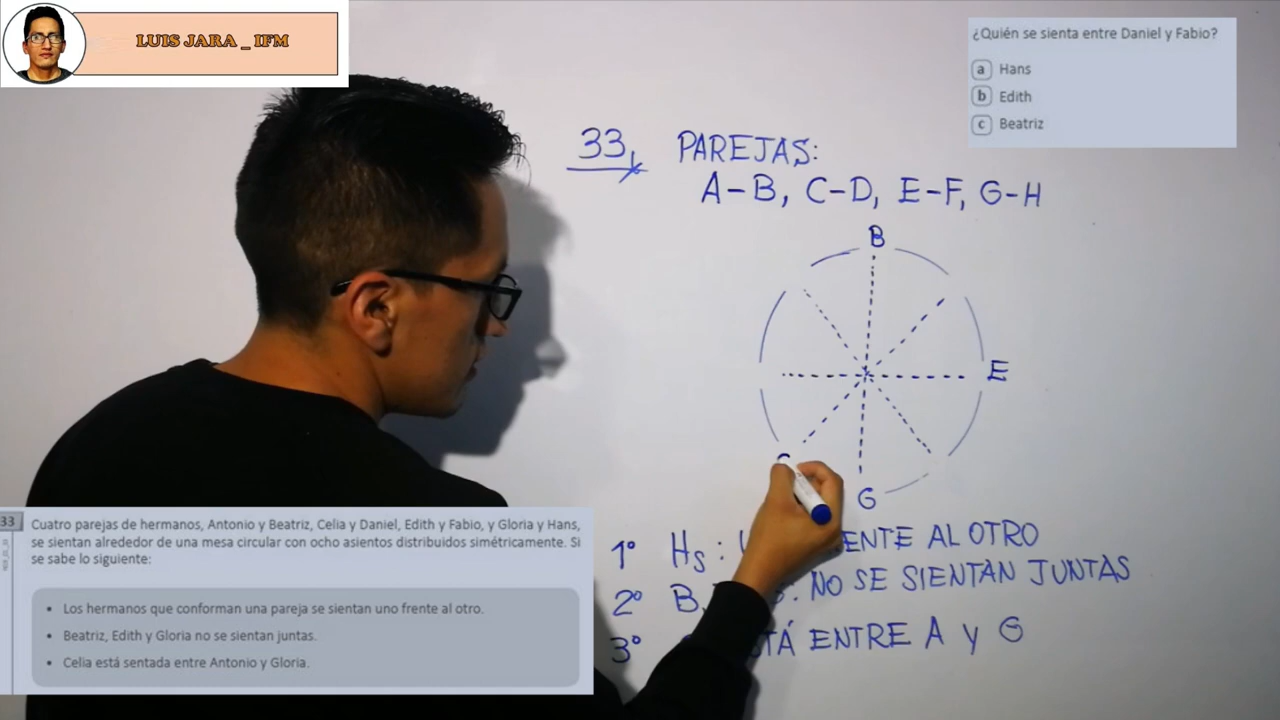 LUIS JARA _ IFM
¿Quién se sienta entre Daniel y Fabio?
a Hans
b Edith
c Beatriz
33, PAREJAS:
A-B, C-D, E-F, G-H
B
E
G
1° Hs: ENTE AL OTRO
2° B, NO SE SIENTAN JUNTAS
3° TÁ ENTRE A y G
33 Cuatro parejas de hermanos, Antonio y Beatriz, Celia y Daniel, Edith y Fabio, y Gloria y Hans,
se sientan alrededor de una mesa circular con ocho asientos distribuidos simétricamente. Si
se sabe lo siguiente:
• Los hermanos que conforman una pareja se sientan uno frente al otro.
• Beatriz, Edith y Gloria no se sientan juntas.
• Celia está sentada entre Antonio y Gloria.